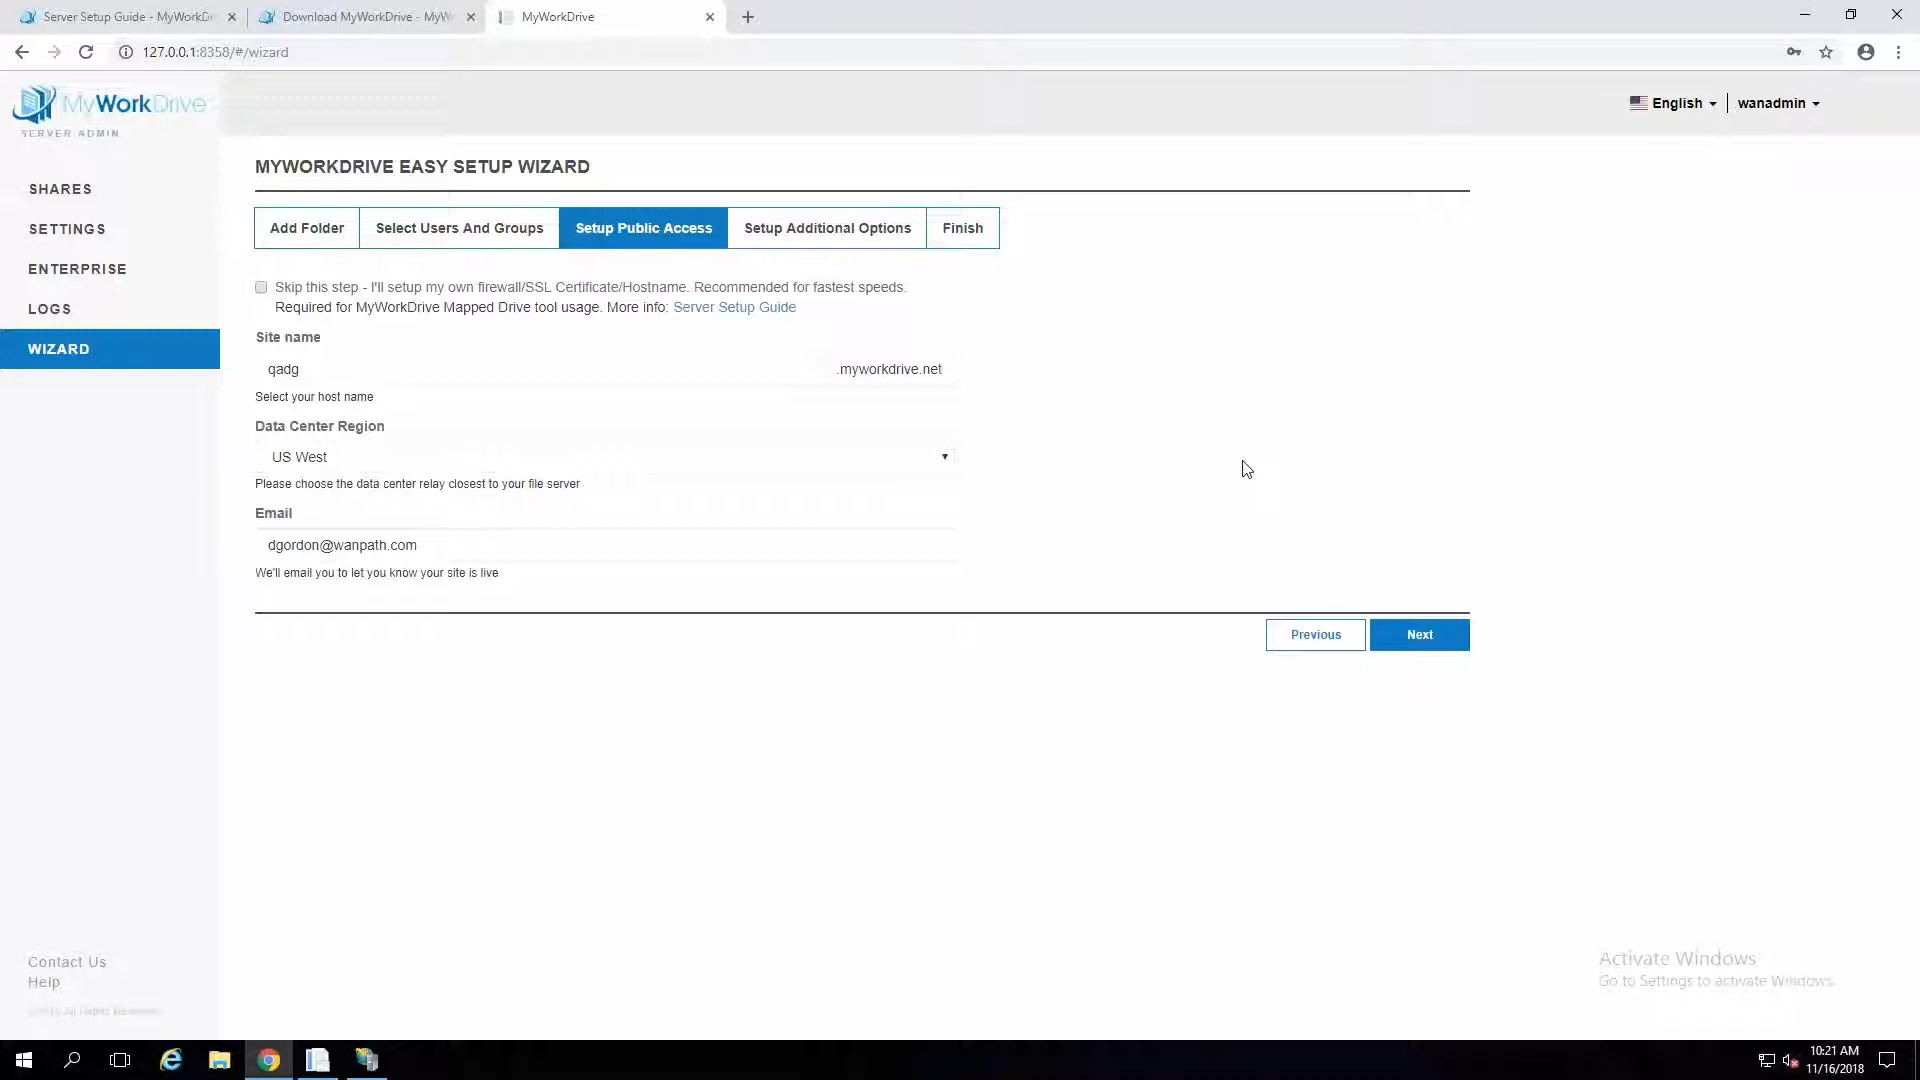 Server Setup Guide - MyWorkD
Download MyWorkDrive - MyW
MyWorkDrive
127.0.0.1:8358/#/wizard
MyWorkDrive
SERVER ADMIN
English
wanadmin
SHARES
SETTINGS
ENTERPRISE
LOGS
WIZARD
MYWORKDRIVE EASY SETUP WIZARD
Add Folder
Select Users And Groups
Setup Public Access
Setup Additional Options
Finish
Skip this step - I'll setup my own firewall/SSL Certificate/Hostname. Recommended for fastest speeds.
Required for MyWorkDrive Mapped Drive tool usage. More info: Server Setup Guide
Site name
qadg .myworkdrive.net
Select your host name
Data Center Region
US West
Please choose the data center relay closest to your file server
Email
dgordon@wanpath.com
We'll email you to let you know your site is live
Previous
Next
Contact Us
Help
All Rights Reserved
Activate Windows
Go to Settings to activate Windows.
10:21 AM
11/16/2018